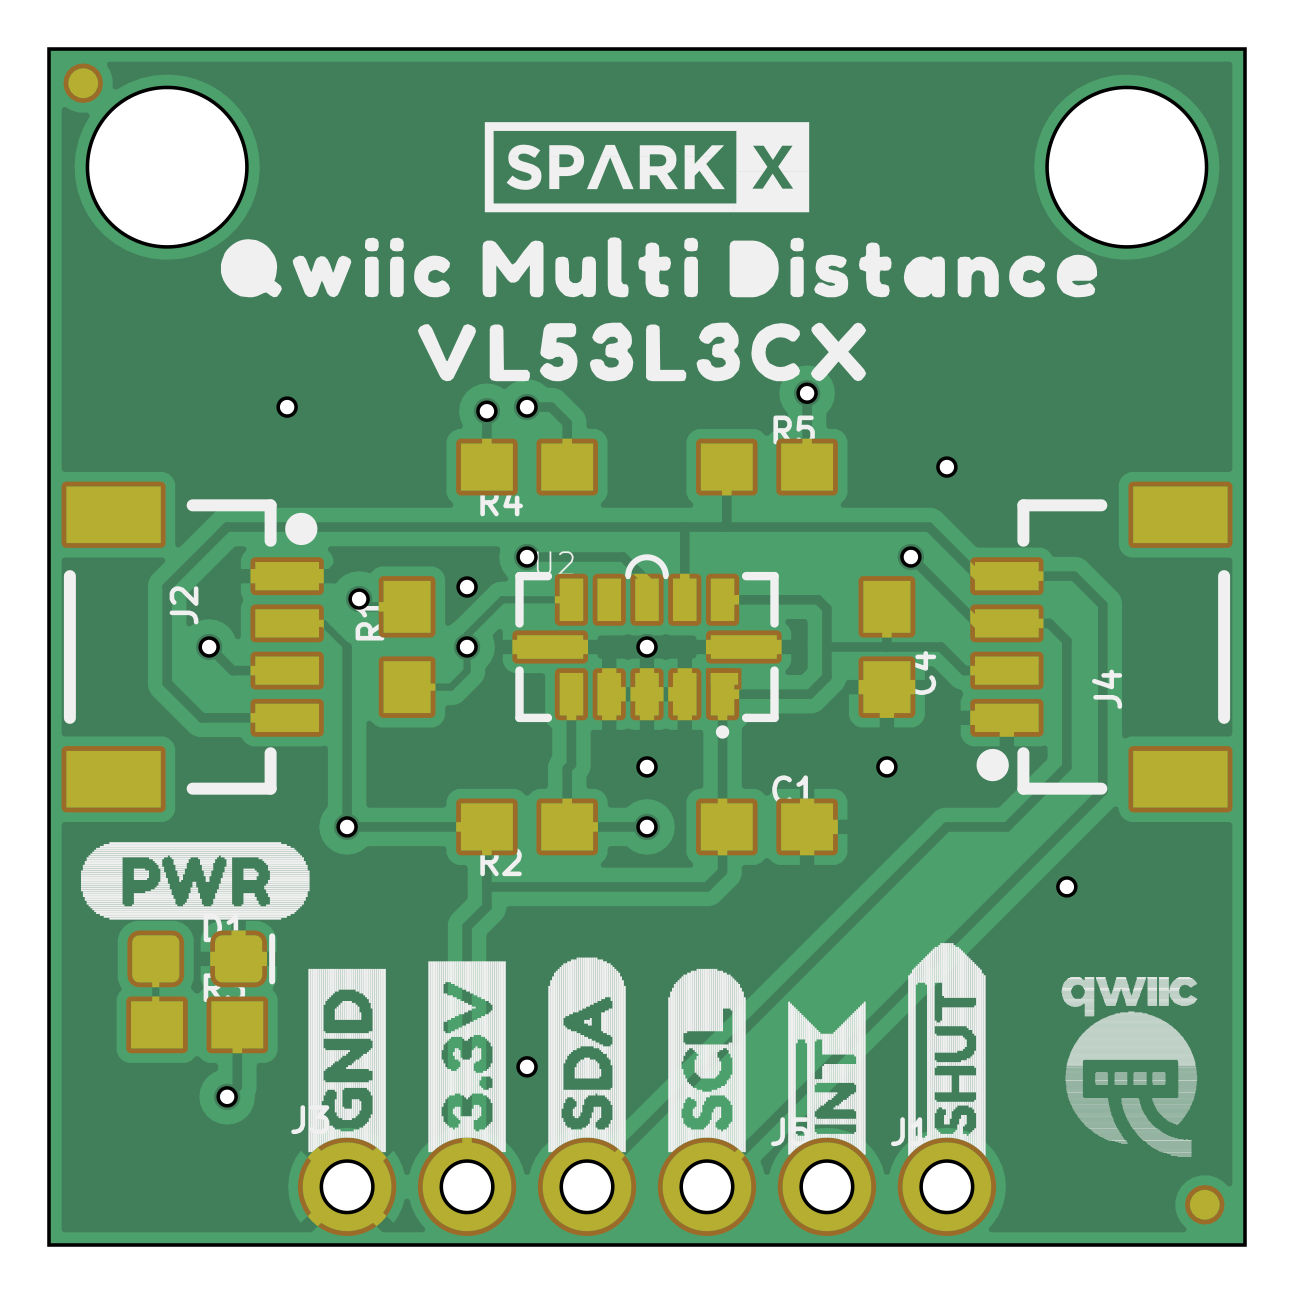 SPARK X
Qwiic Multi Distance
VL53L3CX
R5
R4
U2
J2
R1
C4
J4
C1
R2
PWR
D1
R3
GND
3.3V
SDA
SCL
INT
SHUT
qwiic
J3
J5
J1